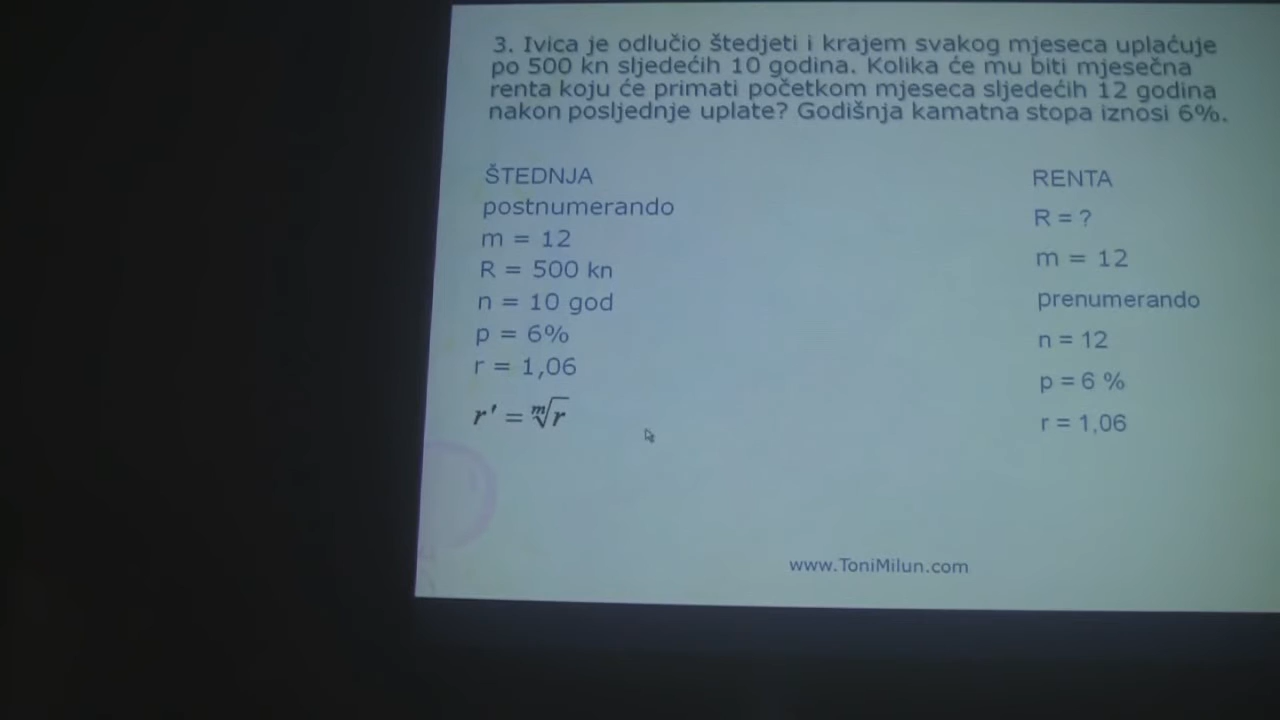 3. Ivica je odlučio štedjeti i krajem svakog mjeseca uplaćuje
po 500 kn sljedećih 10 godina. Kolika će mu biti mjesečna
renta koju će primati početkom mjeseca sljedećih 12 godina
nakon posljednje uplate? Godišnja kamatna stopa iznosi 6%.
ŠTEDNJA
postnumerando
m = 12
R = 500 kn
n = 10 god
p = 6%
r = 1,06
r' = ᵐ√r
RENTA
R = ?
m = 12
prenumerando
n = 12
p = 6 %
r = 1,06
www.ToniMilun.com